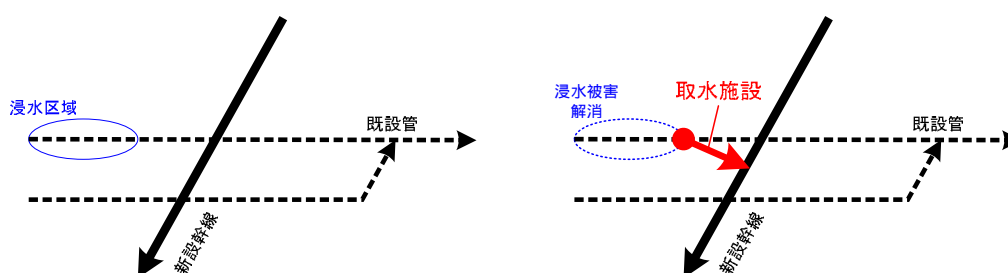 浸水区域
既設管
新設幹線
浸水被害
解消
取水施設
既設管
新設幹線